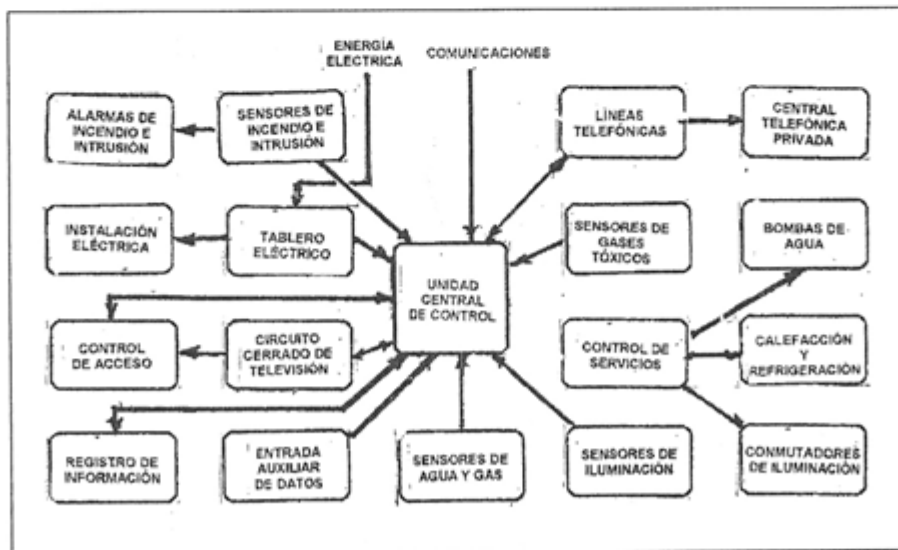 ENERGÍA
ELECTRICA
COMUNICACIONES
ALARMAS DE
INCENDIO E
INTRUSIÓN
SENSORES DE
INCENDIO E
INTRUSIÓN
LÍNEAS
TELEFÓNICAS
CENTRAL
TELEFÓNICA
PRIVADA
INSTALACIÓN
ELÉCTRICA
TABLERO
ELÉCTRICO
SENSORES DE
GASES
TÓXICOS
BOMBAS DE
AGUA
UNIDAD
CENTRAL
DE CONTROL
CONTROL
DE ACCESO
CIRCUITO
CERRADO DE
TELEVISIÓN
CONTROL DE
SERVICIOS
CALEFACCIÓN
Y
REFRIGERACIÓN
REGISTRO DE
INFORMACIÓN
ENTRADA
AUXILIAR
DE DATOS
SENSORES DE
AGUA Y GAS
SENSORES DE
ILUMINACIÓN
CONMUTADORES
DE ILUMINACIÓN